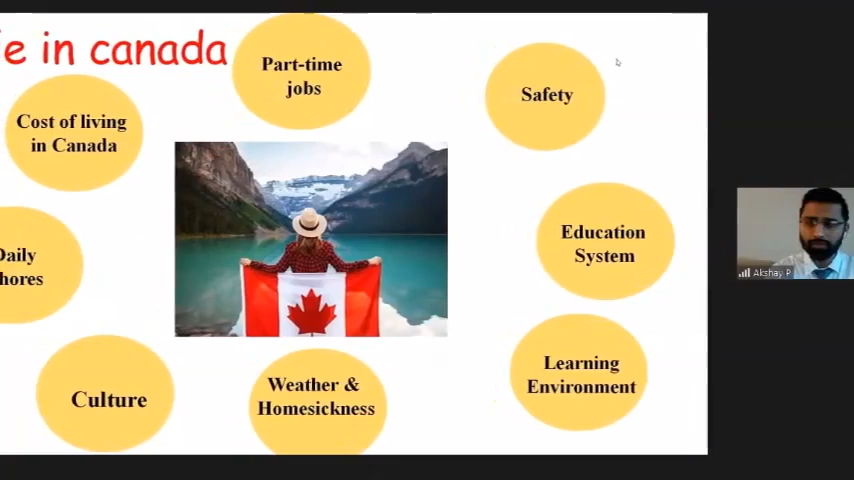 e in canada
Part-time
jobs
Safety
Cost of living
in Canada
Education
System
Daily
hores
Learning
Environment
Culture
Weather &
Homesickness
Akshay P